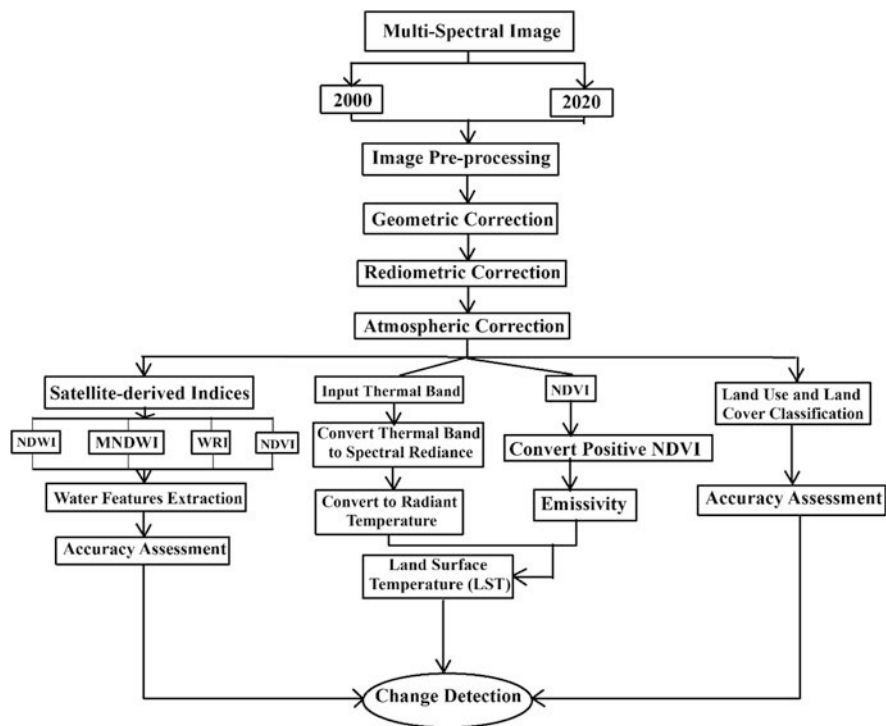 Multi-Spectral Image
2000
2020
Image Pre-processing
Geometric Correction
Rediometric Correction
Atmospheric Correction
Satellite-derived Indices
NDWI
MNDWI
WRI
NDVI
Water Features Extraction
Accuracy Assessment
Input Thermal Band
Convert Thermal Band
to Spectral Rediance
Convert to Radiant
Temperature
NDVI
Convert Positive NDVI
Emissivity
Land Surface
Temperature (LST)
Land Use and Land
Cover Classification
Accuracy Assessment
Change Detection